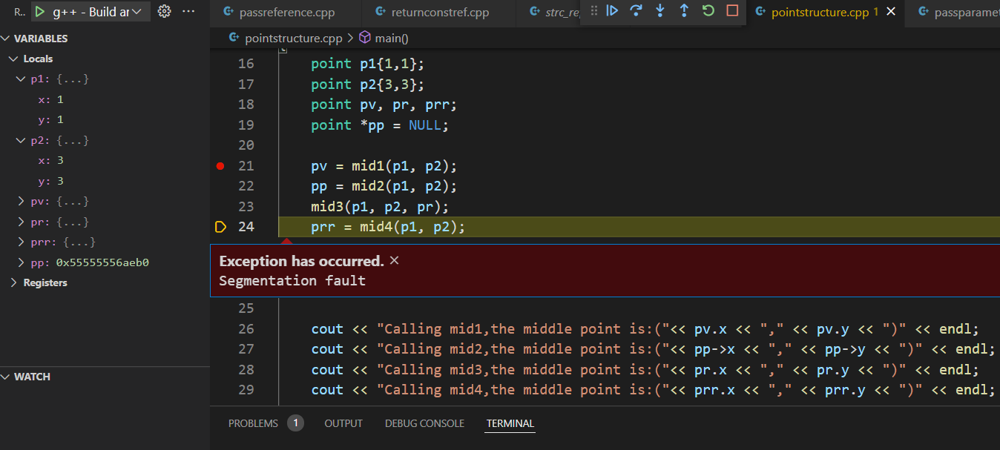 R.. g++ - Build ar
passreference.cpp returnconstref.cpp strc_re pointstructure.cpp 1 passparamet
VARIABLES
Locals
p1: {...}
x: 1
y: 1
p2: {...}
x: 3
y: 3
pv: {...}
pr: {...}
prr: {...}
pp: 0x55555556aeb0
Registers
WATCH
pointstructure.cpp > main()
16 point p1{1,1};
17 point p2{3,3};
18 point pv, pr, prr;
19 point *pp = NULL;
20
21 pv = mid1(p1, p2);
22 pp = mid2(p1, p2);
23 mid3(p1, p2, pr);
24 prr = mid4(p1, p2);
Exception has occurred.
Segmentation fault
25
26 cout << "Calling mid1,the middle point is:("<< pv.x << "," << pv.y << ")" << endl;
27 cout << "Calling mid2,the middle point is:("<< pp->x << "," << pp->y << ")" << endl;
28 cout << "Calling mid3,the middle point is:("<< pr.x << "," << pr.y << ")" << endl;
29 cout << "Calling mid4,the middle point is:("<< prr.x << "," << prr.y << ")" << endl;
PROBLEMS 1 OUTPUT DEBUG CONSOLE TERMINAL